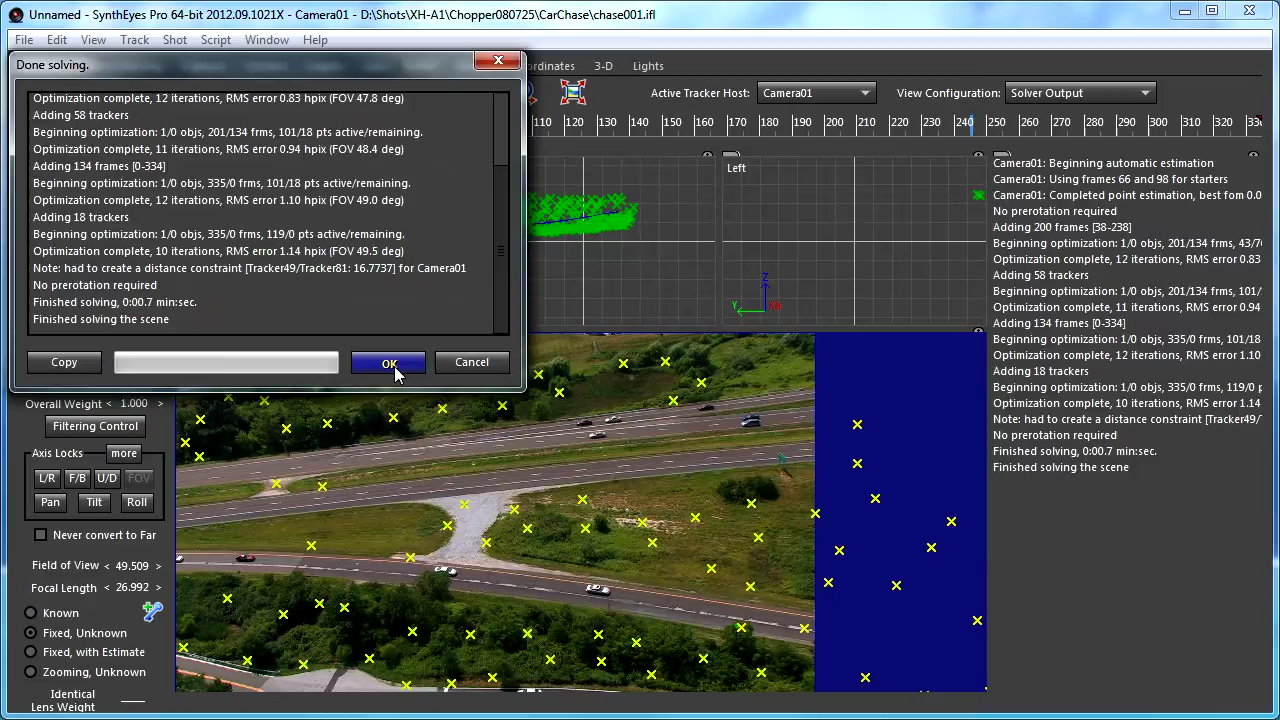 Unnamed - SynthEyes Pro 64-bit 2012.09.1021X - Camera01 - D:\Shots\XH-A1\Chopper080725\CarChase\chase001.ifl
File Edit View Track Shot Script Window Help
Done solving.
ordinates 3-D Lights
Active Tracker Host: Camera01 View Configuration: Solver Output
110 120 130 140 150 160 170 180 190 200 210 220 230 240 250 260 270 280 290 300 310 320 33
Optimization complete, 12 iterations, RMS error 0.83 hpix (FOV 47.8 deg)
Adding 58 trackers
Beginning optimization: 1/0 objs, 201/134 frms, 101/18 pts active/remaining.
Optimization complete, 11 iterations, RMS error 0.94 hpix (FOV 48.4 deg)
Adding 134 frames [0-334]
Beginning optimization: 1/0 objs, 335/0 frms, 101/18 pts active/remaining.
Optimization complete, 12 iterations, RMS error 1.10 hpix (FOV 49.0 deg)
Adding 18 trackers
Beginning optimization: 1/0 objs, 335/0 frms, 119/0 pts active/remaining.
Optimization complete, 10 iterations, RMS error 1.14 hpix (FOV 49.5 deg)
Note: had to create a distance constraint [Tracker49/Tracker81: 16.7737] for Camera01
No prerotation required
Finished solving, 0:00.7 min:sec.
Finished solving the scene
Copy OK Cancel
Left
Z
Y
Camera01: Beginning automatic estimation
Camera01: Using frames 66 and 98 for starters
Camera01: Completed point estimation, best fom 0.0
No prerotation required
Adding 200 frames [38-238]
Beginning optimization: 1/0 objs, 201/134 frms, 43/76
Optimization complete, 12 iterations, RMS error 0.83
Adding 58 trackers
Beginning optimization: 1/0 objs, 201/134 frms, 101/
Optimization complete, 11 iterations, RMS error 0.94
Adding 134 frames [0-334]
Beginning optimization: 1/0 objs, 335/0 frms, 101/18
Optimization complete, 12 iterations, RMS error 1.10
Adding 18 trackers
Beginning optimization: 1/0 objs, 335/0 frms, 119/0 p
Optimization complete, 10 iterations, RMS error 1.14
Note: had to create a distance constraint [Tracker49/
No prerotation required
Finished solving, 0:00.7 min:sec.
Finished solving the scene
Overall Weight < 1.000 >
Filtering Control
Axis Locks more
L/R F/B U/D FOV
Pan Tilt Roll
Never convert to Far
Field of View < 49.509 >
Focal Length < 26.992 >
Known
Fixed, Unknown
Fixed, with Estimate
Zooming, Unknown
Identical
Lens Weight